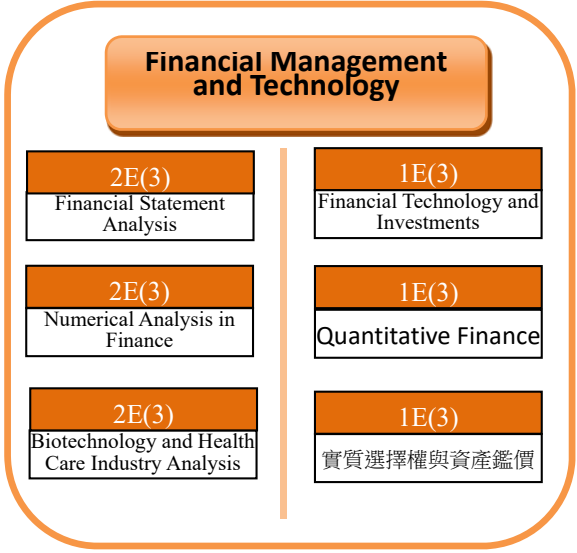 Financial Management
and Technology
2E(3)
Financial Statement
Analysis
2E(3)
Numerical Analysis in
Finance
2E(3)
Biotechnology and Health
Care Industry Analysis
1E(3)
Financial Technology and
Investments
1E(3)
Quantitative Finance
1E(3)
實質選擇權與資產鑑價